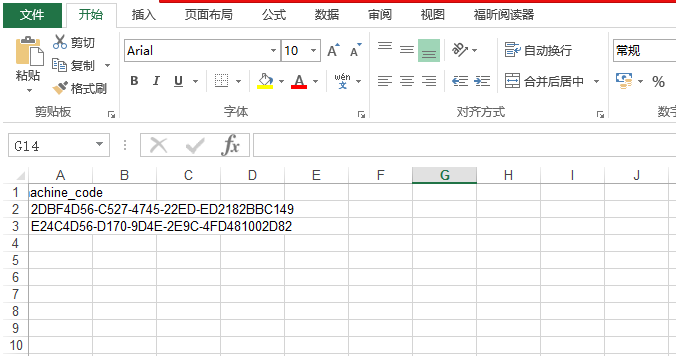 文件 开始 插入 页面布局 公式 数据 审阅 视图 福昕阅读器
剪切
复制
格式刷
粘贴
剪贴板
Arial 10 A A
B I U A wén 文
字体
自动换行
合并后居中
对齐方式
常规
%
数字
G14 fx
A B C D E F G H I J
1 achine_code
2 2DBF4D56-C527-4745-22ED-ED2182BBC149
3 E24C4D56-D170-9D4E-2E9C-4FD481002D82
4
5
6
7
8
9
10